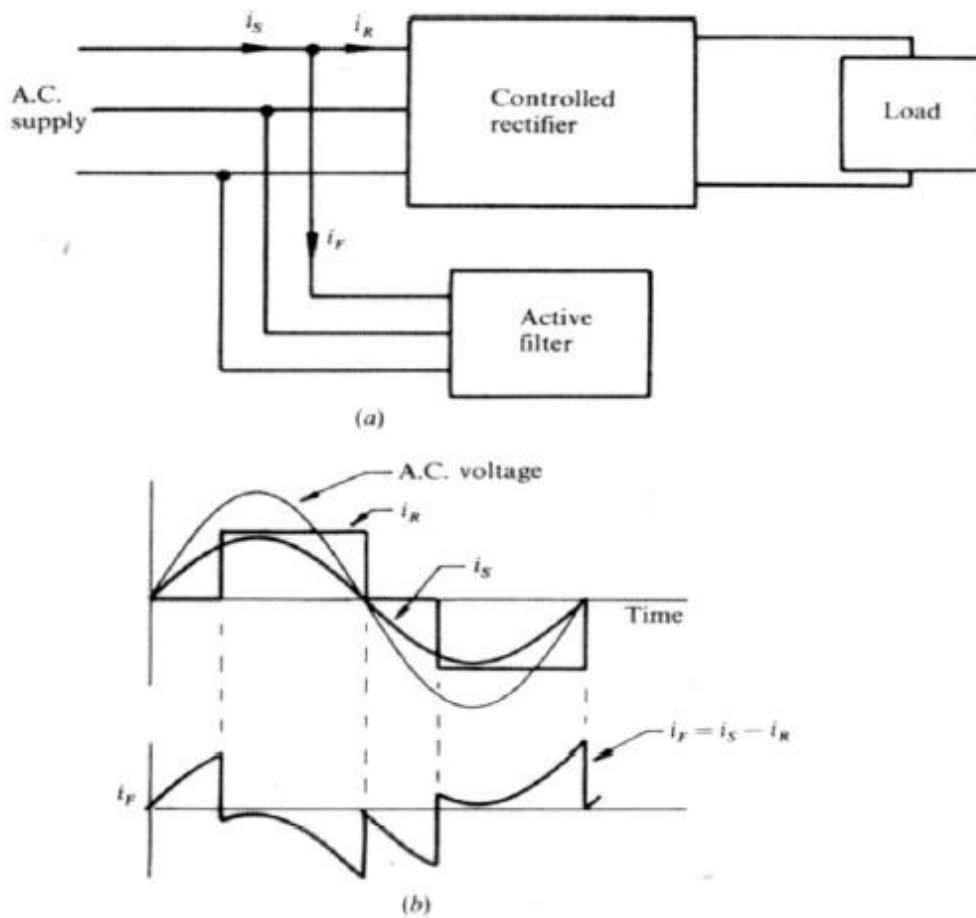 i_S
i_R
A.C.
supply
Controlled
rectifier
Load
i_F
Active
filter
(a)
A.C. voltage
i_R
i_S
Time
i_F = i_S − i_R
i_F
(b)